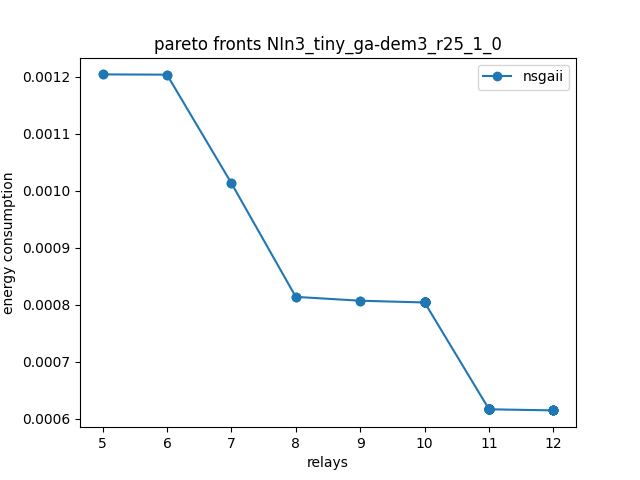 pareto fronts NIn3_tiny_ga-dem3_r25_1_0
nsgaii
energy consumption
0.0012
0.0011
0.0010
0.0009
0.0008
0.0007
0.0006
5 6 7 8 9 10 11 12
relays